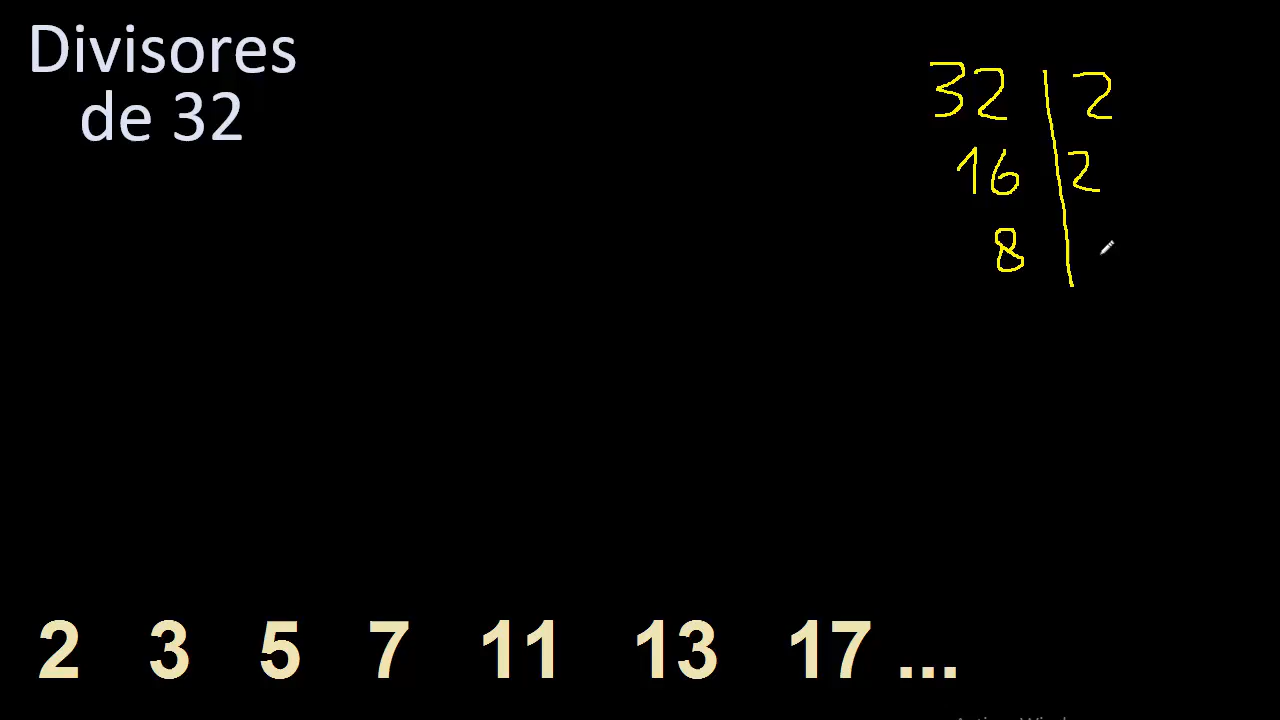 Divisores
de 32
32 2
16 2
8
2 3 5 7 11 13 17 ...